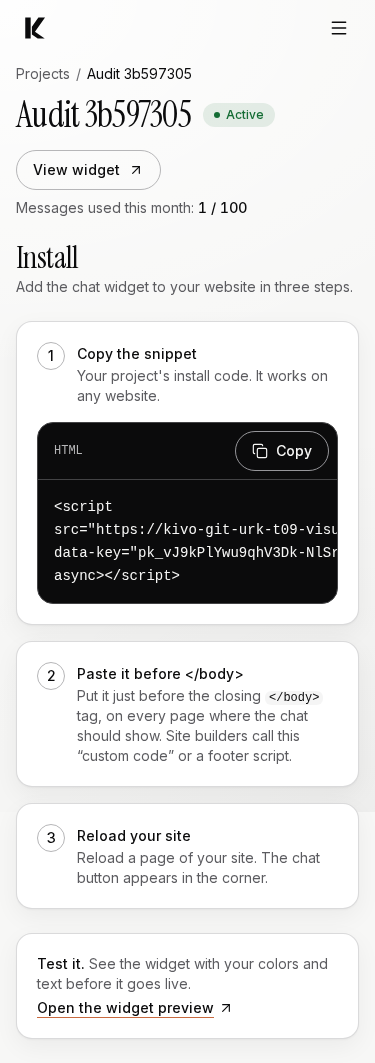 K
Projects / Audit 3b597305
Audit 3b597305
Active
View widget
Messages used this month: 1 / 100
Install
Add the chat widget to your website in three steps.
1
Copy the snippet
Your project's install code. It works on
any website.
HTML
Copy
<script
src="https://kivo-git-urk-t09-visu
data-key="pk_vJ9kPlYwu9qhV3Dk-NlSr
async></script>
2
Paste it before </body>
Put it just before the closing </body>
tag, on every page where the chat
should show. Site builders call this
“custom code” or a footer script.
3
Reload your site
Reload a page of your site. The chat
button appears in the corner.
Test it. See the widget with your colors and
text before it goes live.
Open the widget preview